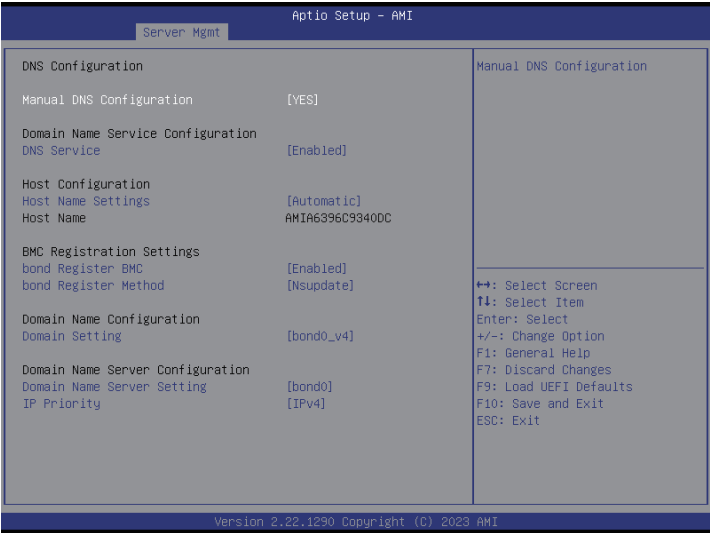 Aptio Setup – AMI
Server Mgmt
DNS Configuration
Manual DNS Configuration [YES]
Domain Name Service Configuration
DNS Service [Enabled]
Host Configuration
Host Name Settings [Automatic]
Host Name AMIA6396C9340DC
BMC Registration Settings
bond Register BMC [Enabled]
bond Register Method [Nsupdate]
Domain Name Configuration
Domain Setting [bond0_v4]
Domain Name Server Configuration
Domain Name Server Setting [bond0]
IP Priority [IPv4]
Manual DNS Configuration
↔: Select Screen
↑↓: Select Item
Enter: Select
+/-: Change Option
F1: General Help
F7: Discard Changes
F9: Load UEFI Defaults
F10: Save and Exit
ESC: Exit
Version 2.22.1290 Copyright (C) 2023 AMI